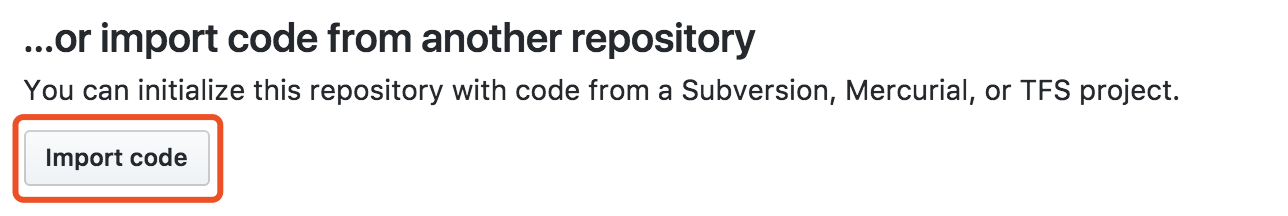 ...or import code from another repository
You can initialize this repository with code from a Subversion, Mercurial, or TFS project.
Import code